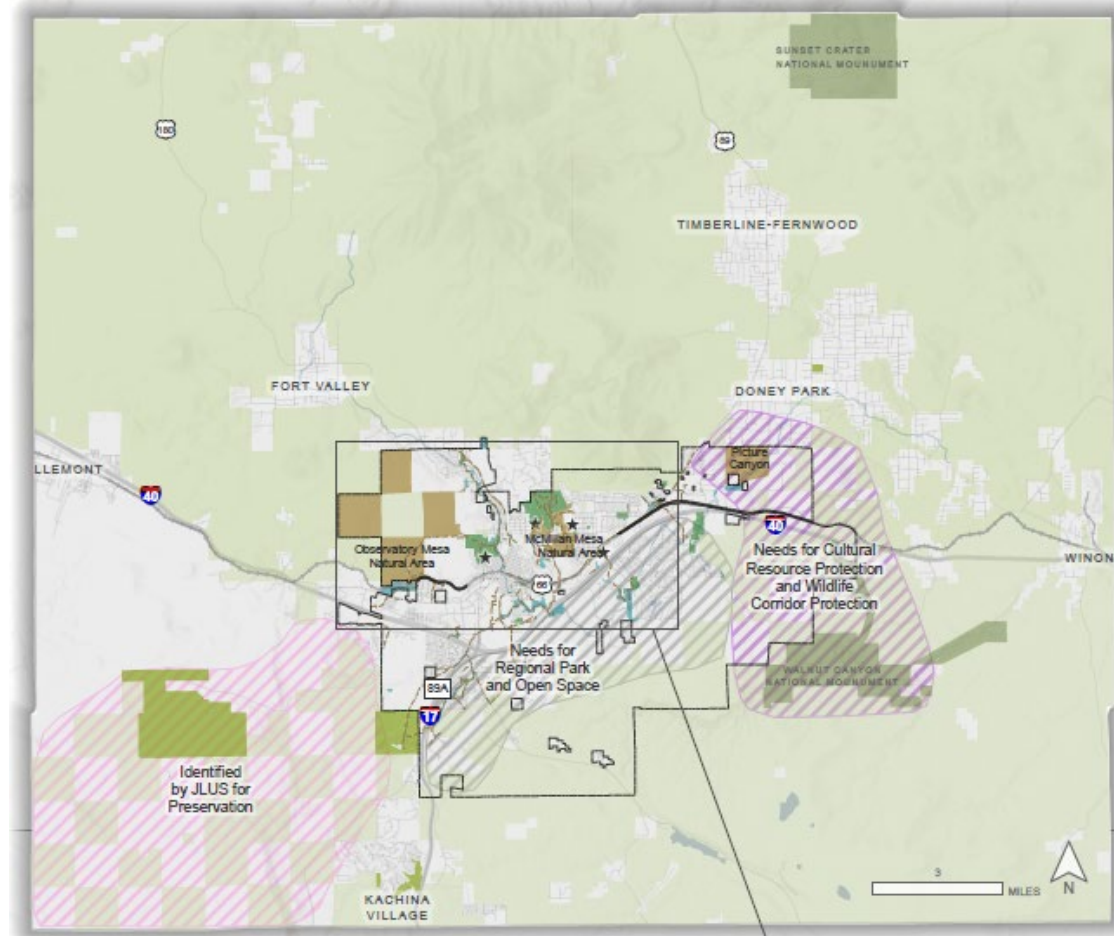 SUNSET CRATER
NATIONAL MOUNUMENT
180
89
TIMBERLINE-FERNWOOD
FORT VALLEY
DONEY PARK
LLEMONT
40
Picture
Canyon
McMillan Mesa
Natural Area
40
Observatory Mesa
Natural Area
66
Needs for Cultural
Resource Protection
and Wildlife
Corridor Protection
WINON
Needs for
Regional Park
and Open Space
WALNUT CANYON
NATIONAL MOUNUMENT
89A
17
Identified
by JLUS for
Preservation
KACHINA
VILLAGE
3
MILES
N